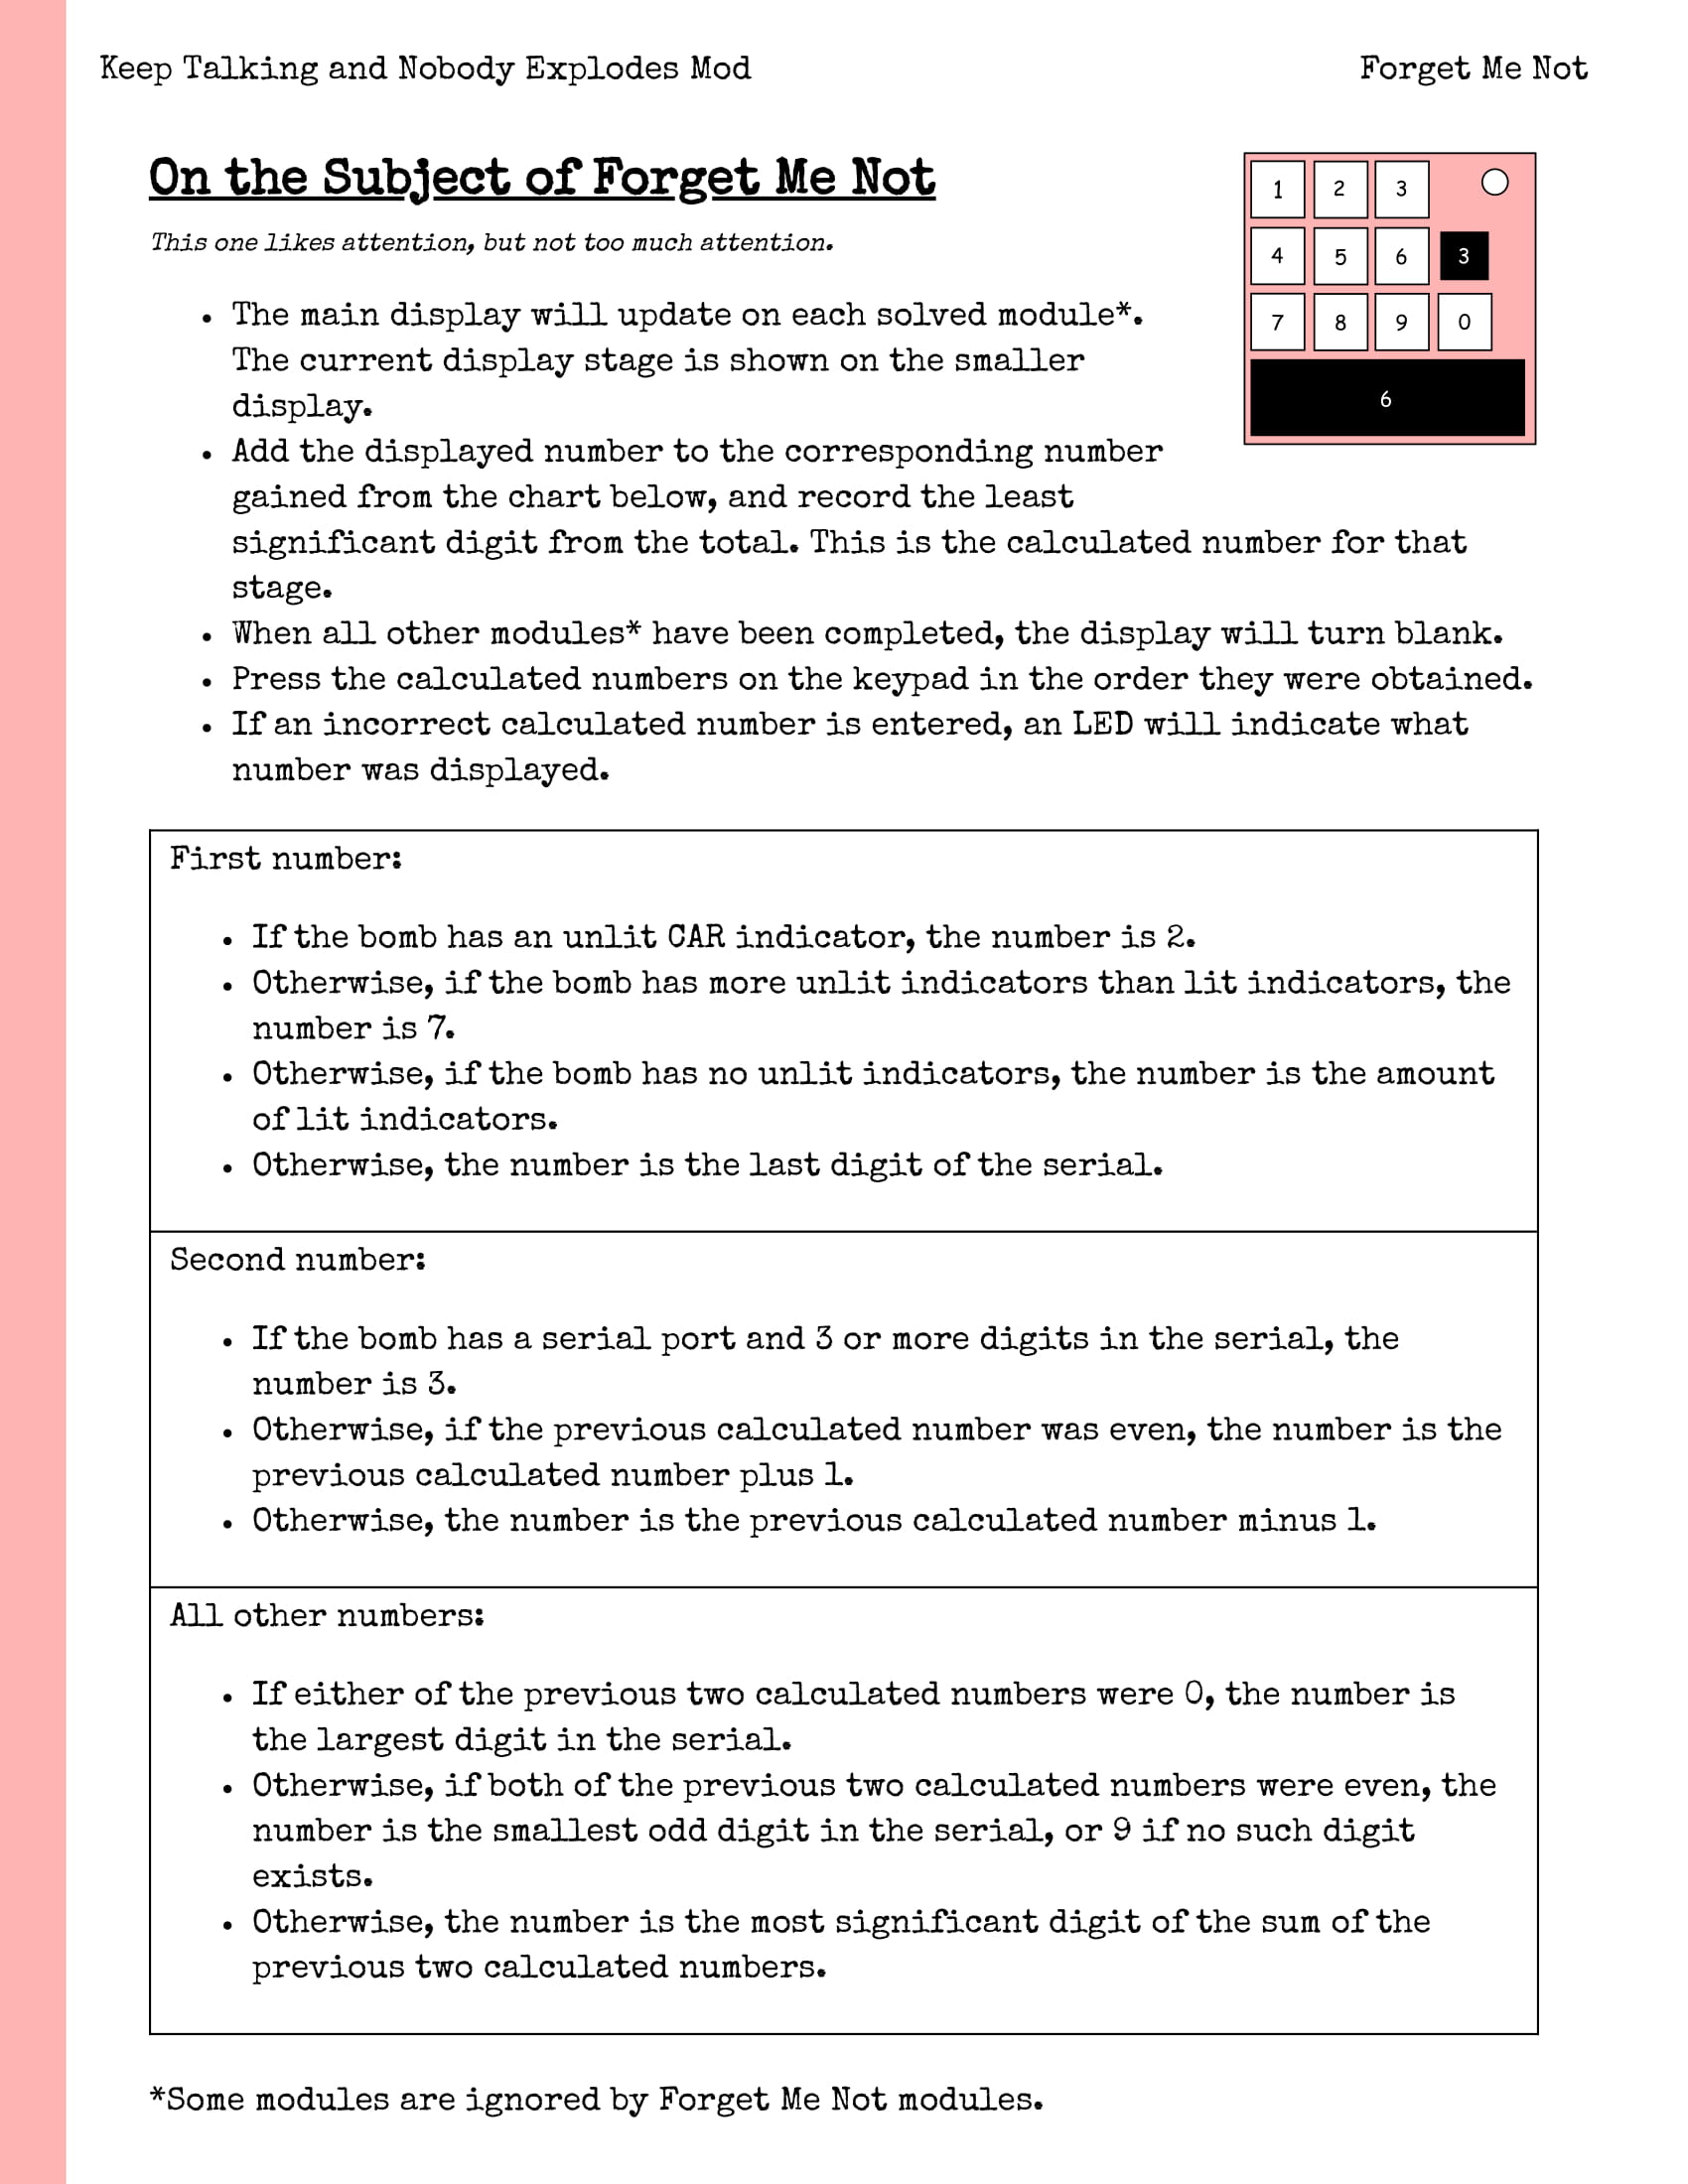 Keep Talking and Nobody Explodes Mod
Forget Me Not
On the Subject of Forget Me Not
This one likes attention, but not too much attention.
1 2 3
4 5 6 3
7 8 9 0
6
• The main display will update on each solved module*.
The current display stage is shown on the smaller
display.
• Add the displayed number to the corresponding number
gained from the chart below, and record the least
significant digit from the total. This is the calculated number for that
stage.
• When all other modules* have been completed, the display will turn blank.
• Press the calculated numbers on the keypad in the order they were obtained.
• If an incorrect calculated number is entered, an LED will indicate what
number was displayed.
First number:
• If the bomb has an unlit CAR indicator, the number is 2.
• Otherwise, if the bomb has more unlit indicators than lit indicators, the
number is 7.
• Otherwise, if the bomb has no unlit indicators, the number is the amount
of lit indicators.
• Otherwise, the number is the last digit of the serial.
Second number:
• If the bomb has a serial port and 3 or more digits in the serial, the
number is 3.
• Otherwise, if the previous calculated number was even, the number is the
previous calculated number plus 1.
• Otherwise, the number is the previous calculated number minus 1.
All other numbers:
• If either of the previous two calculated numbers were 0, the number is
the largest digit in the serial.
• Otherwise, if both of the previous two calculated numbers were even, the
number is the smallest odd digit in the serial, or 9 if no such digit
exists.
• Otherwise, the number is the most significant digit of the sum of the
previous two calculated numbers.
*Some modules are ignored by Forget Me Not modules.